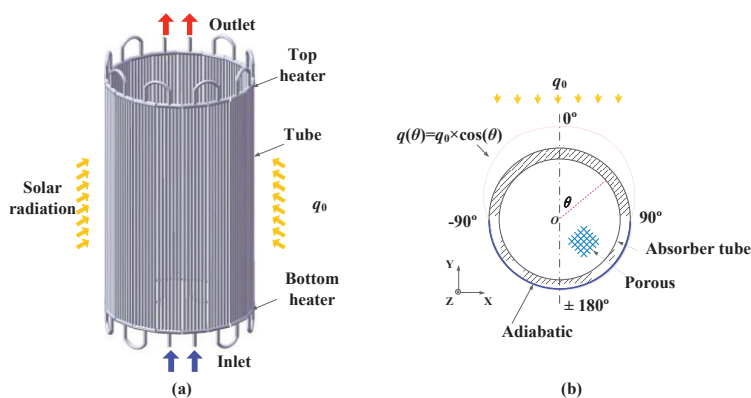 Outlet
Top
heater
Tube
Solar
radiation
q0
Bottom
heater
Inlet
(a)
q0
0º
q(θ)=q0×cos(θ)
θ
O
-90º
90º
Absorber tube
Porous
Y
Z
X
± 180º
Adiabatic
(b)